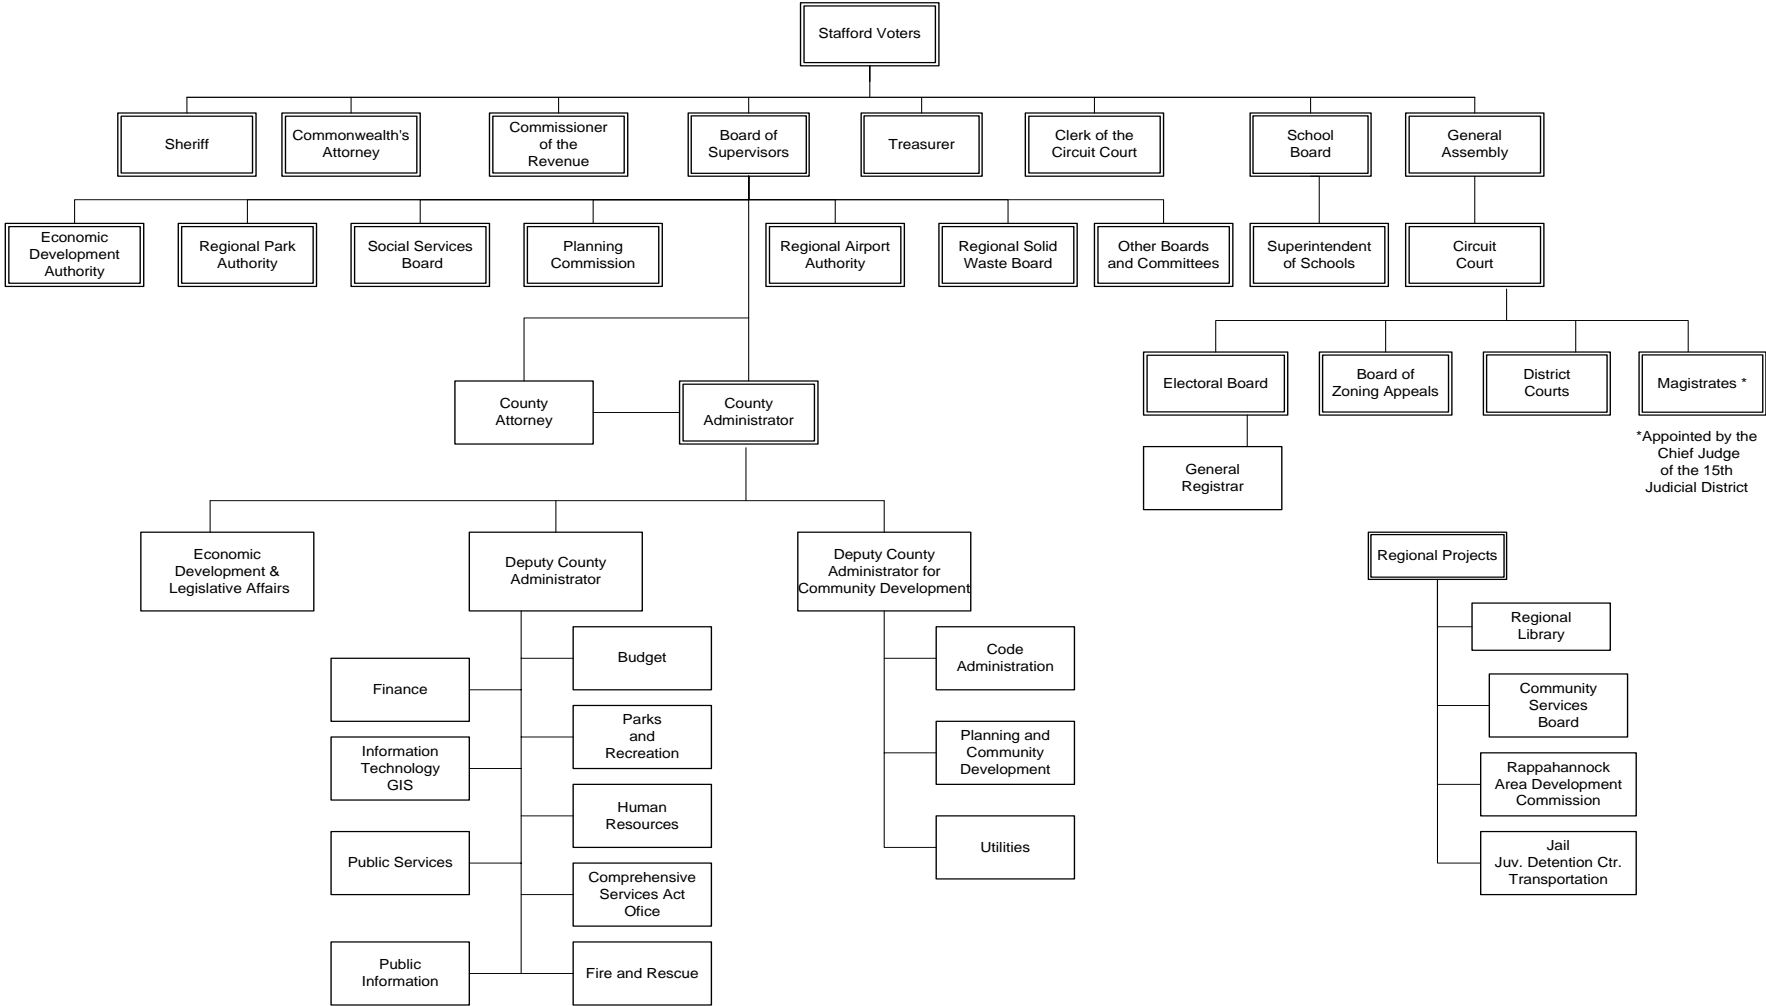 Stafford Voters
Sheriff
Commonwealth's
Attorney
Commissioner
of the
Revenue
Board of
Supervisors
Treasurer
Clerk of the
Circuit Court
School
Board
General
Assembly
Economic
Development
Authority
Regional Park
Authority
Social Services
Board
Planning
Commission
Regional Airport
Authority
Regional Solid
Waste Board
Other Boards
and Committees
Superintendent
of Schools
Circuit
Court
Electoral Board
Board of
Zoning Appeals
District
Courts
Magistrates *
*Appointed by the
Chief Judge
of the 15th
Judicial District
County
Attorney
County
Administrator
General
Registrar
Economic
Development &
Legislative Affairs
Deputy County
Administrator
Deputy County
Administrator for
Community Development
Regional Projects
Finance
Information
Technology
GIS
Public Services
Public
Information
Budget
Parks
and
Recreation
Human
Resources
Comprehensive
Services Act
Ofice
Fire and Rescue
Code
Administration
Planning and
Community
Development
Utilities
Regional
Library
Community
Services
Board
Rappahannock
Area Development
Commission
Jail
Juv. Detention Ctr.
Transportation